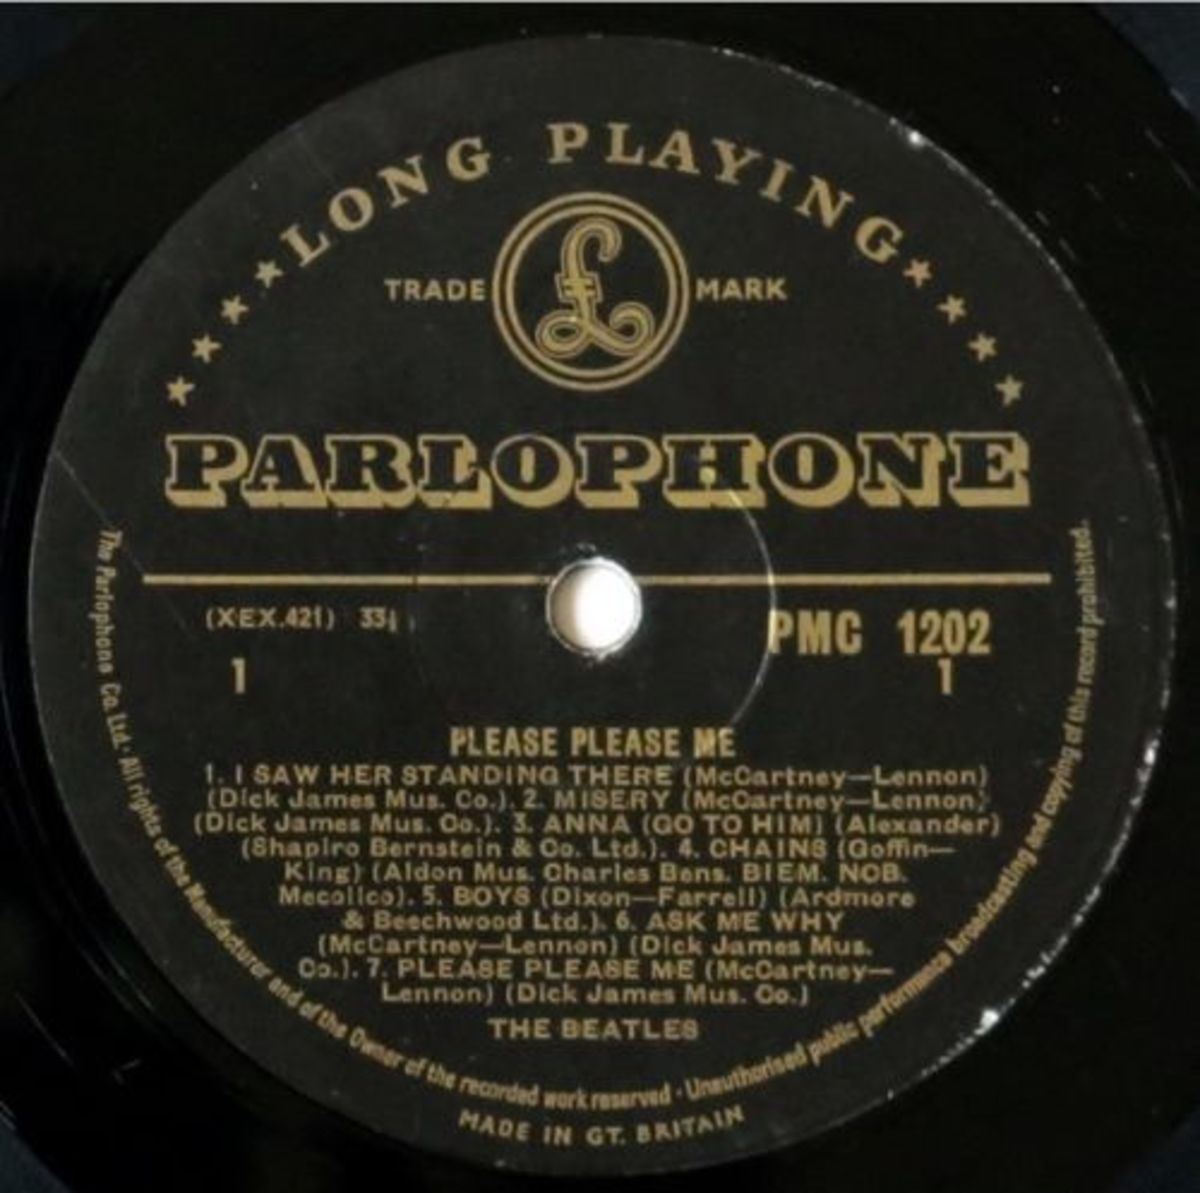 LONG PLAYING
TRADE £ MARK
PARLOPHONE
(XEX.421) 33⅓ PMC 1202
1 1
PLEASE PLEASE ME
1. I SAW HER STANDING THERE (McCartney—Lennon)
(Dick James Mus. Co.). 2. MISERY (McCartney—Lennon)
(Dick James Mus. Co.). 3. ANNA (GO TO HIM) (Alexander)
(Shapiro Bernstein & Co. Ltd.). 4. CHAINS (Goffin—
King) (Aldon Mus. Charles Bens. BIEM. NCB.
Mecolico). 5. BOYS (Dixon—Farrell) (Ardmore
& Beechwood Ltd.). 6. ASK ME WHY
(McCartney—Lennon) (Dick James Mus.
Co.). 7. PLEASE PLEASE ME (McCartney—
Lennon) (Dick James Mus. Co.)
THE BEATLES
The Parlophone Co. Ltd. · All rights of the Manufacturer and of the Owner of the recorded work reserved · Unauthorised public performance broadcasting and copying of this record prohibited.
MADE IN GT. BRITAIN